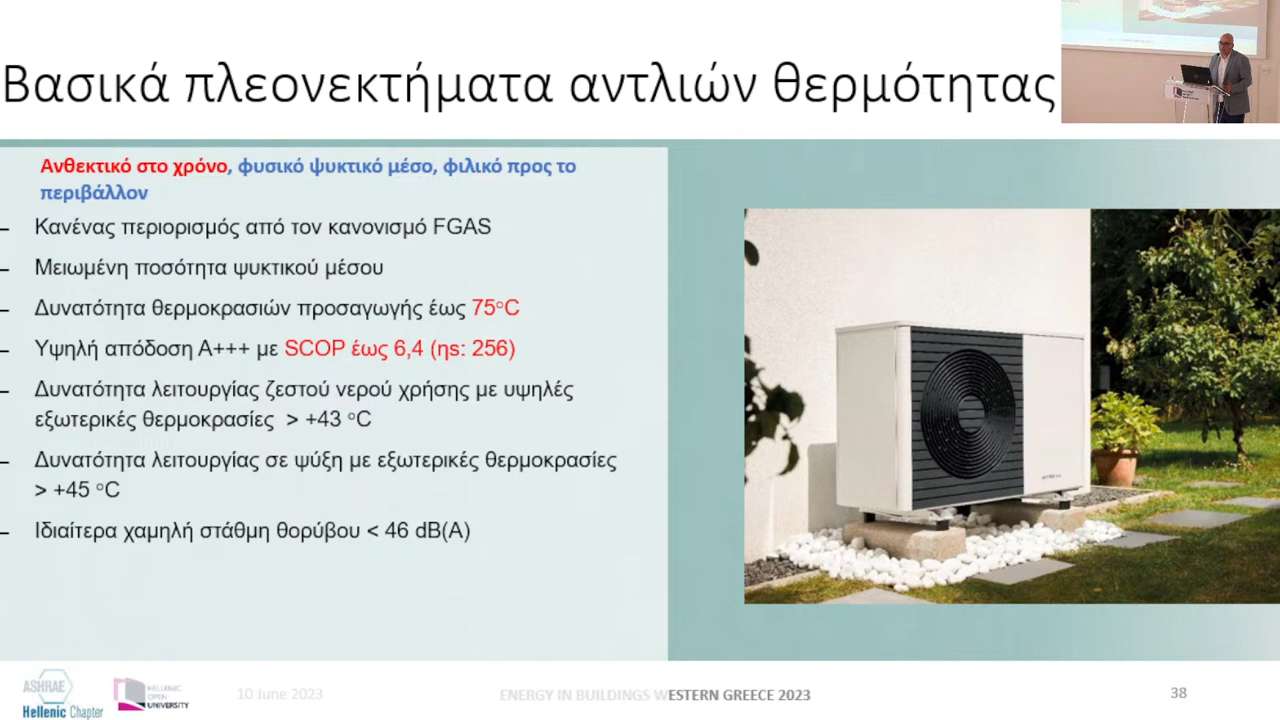 Βασικά πλεονεκτήματα αντλιών θερμότητας
Ανθεκτικό στο χρόνο, φυσικό ψυκτικό μέσο, φιλικό προς το
περιβάλλον
– Κανένας περιορισμός από τον κανονισμό FGAS
– Μειωμένη ποσότητα ψυκτικού μέσου
– Δυνατότητα θερμοκρασιών προσαγωγής έως 75°C
– Υψηλή απόδοση Α+++ με SCOP έως 6,4 (ηs: 256)
– Δυνατότητα λειτουργίας ζεστού νερού χρήσης με υψηλές
εξωτερικές θερμοκρασίες > +43 °C
– Δυνατότητα λειτουργίας σε ψύξη με εξωτερικές θερμοκρασίες
> +45 °C
– Ιδιαίτερα χαμηλή στάθμη θορύβου < 46 dB(A)
ASHRAE
Hellenic Chapter
HELLENIC
OPEN
UNIVERSITY
10 June 2023
ENERGY IN BUILDINGS WESTERN GREECE 2023
38